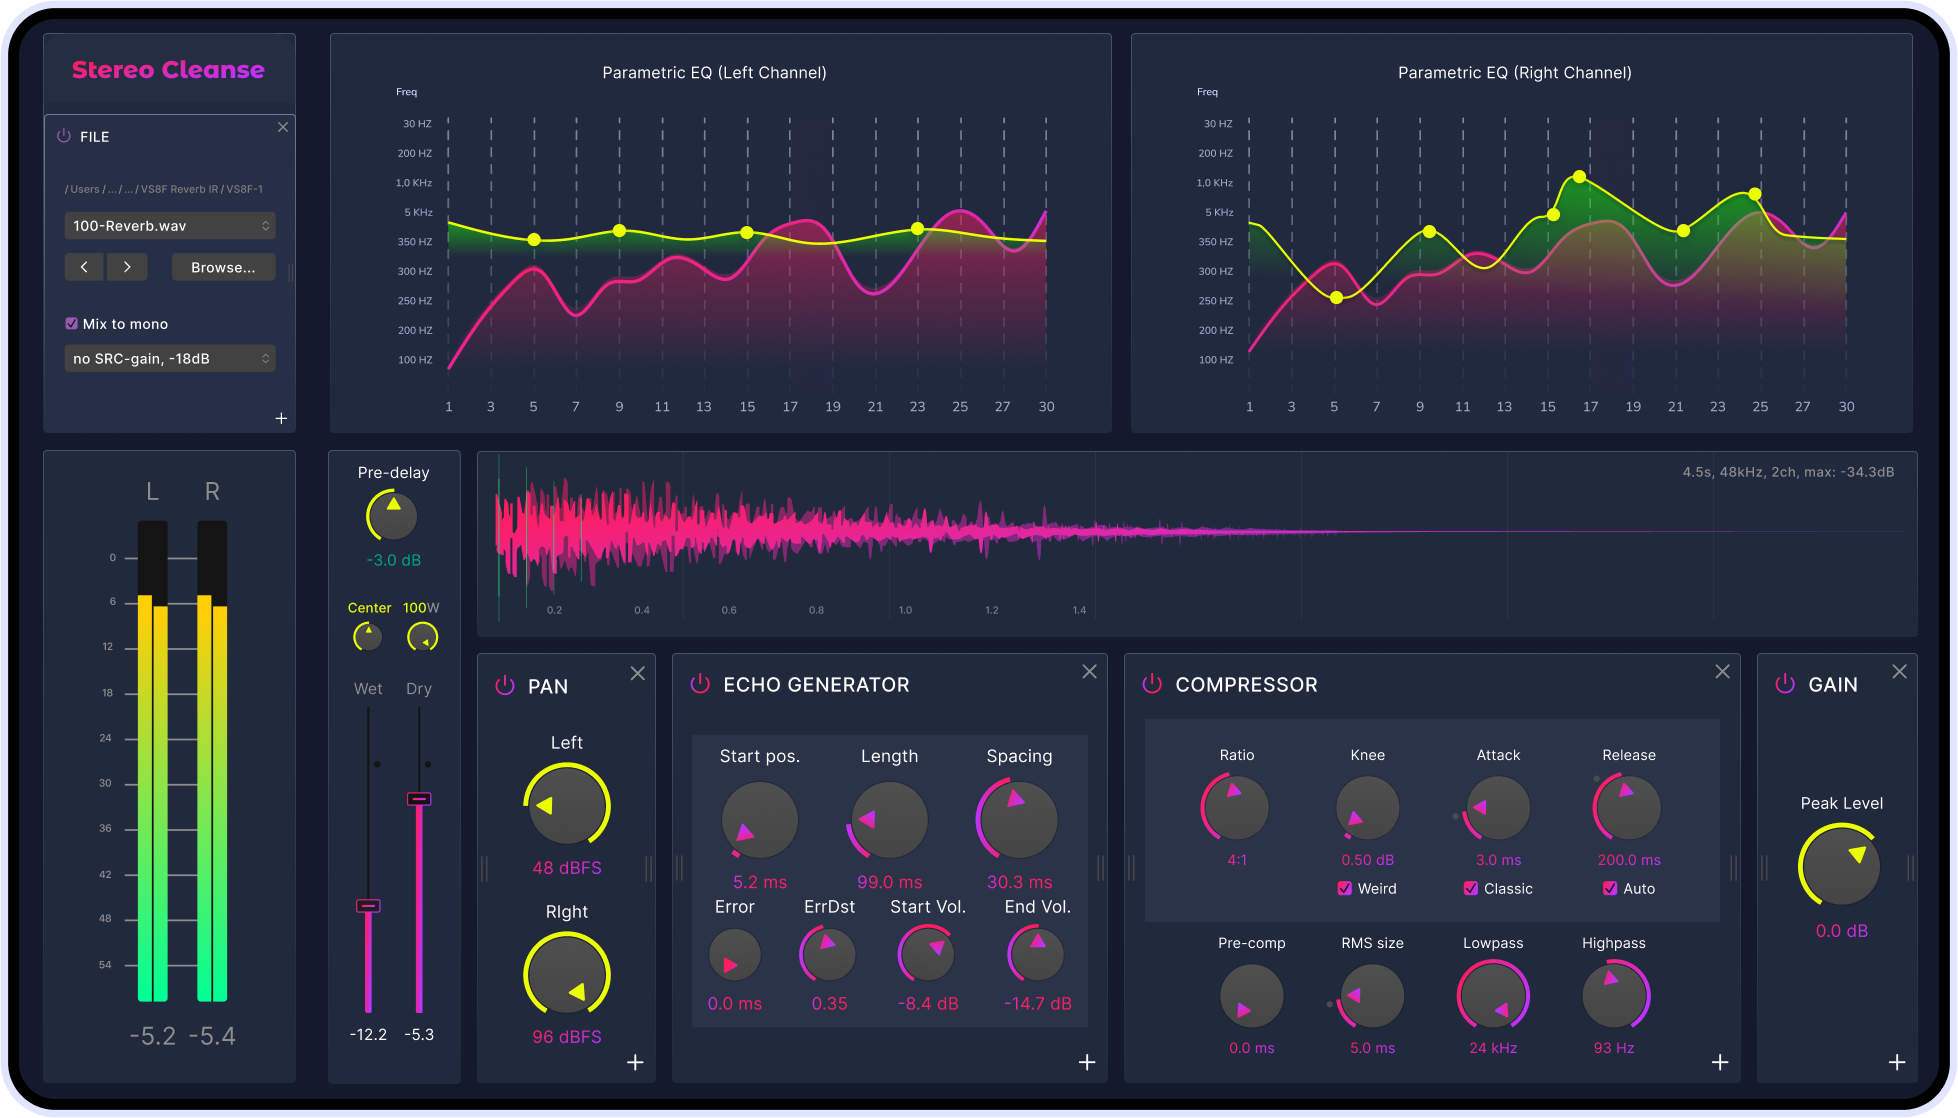 Stereo Cleanse
FILE
/ Users / ... / ... / VS8F Reverb IR / VS8F-1
100-Reverb.wav
< > Browse...
Mix to mono
no SRC-gain, -18dB
+
Parametric EQ (Left Channel)
Freq
30 HZ
200 HZ
1,0 KHz
5 KHz
350 HZ
300 HZ
250 HZ
200 HZ
100 HZ
1 3 5 7 9 11 13 15 17 19 21 23 25 27 30
Parametric EQ (Right Channel)
Freq
30 HZ
200 HZ
1,0 KHz
5 KHz
350 HZ
300 HZ
250 HZ
200 HZ
100 HZ
1 3 5 7 9 11 13 15 17 19 21 23 25 27 30
L R
0
6
12
18
24
30
36
42
48
54
-5.2 -5.4
Pre-delay
-3.0 dB
Center 100W
Wet Dry
-12.2 -5.3
4.5s, 48kHz, 2ch, max: -34.3dB
0.2 0.4 0.6 0.8 1.0 1.2 1.4
PAN
Left
48 dBFS
RIght
96 dBFS
+
ECHO GENERATOR
Start pos. Length Spacing
5.2 ms 99.0 ms 30.3 ms
Error ErrDst Start Vol. End Vol.
0.0 ms 0.35 -8.4 dB -14.7 dB
+
COMPRESSOR
Ratio Knee Attack Release
4:1 0.50 dB 3.0 ms 200.0 ms
Weird Classic Auto
Pre-comp RMS size Lowpass Highpass
0.0 ms 5.0 ms 24 kHz 93 Hz
+
GAIN
Peak Level
0.0 dB
+